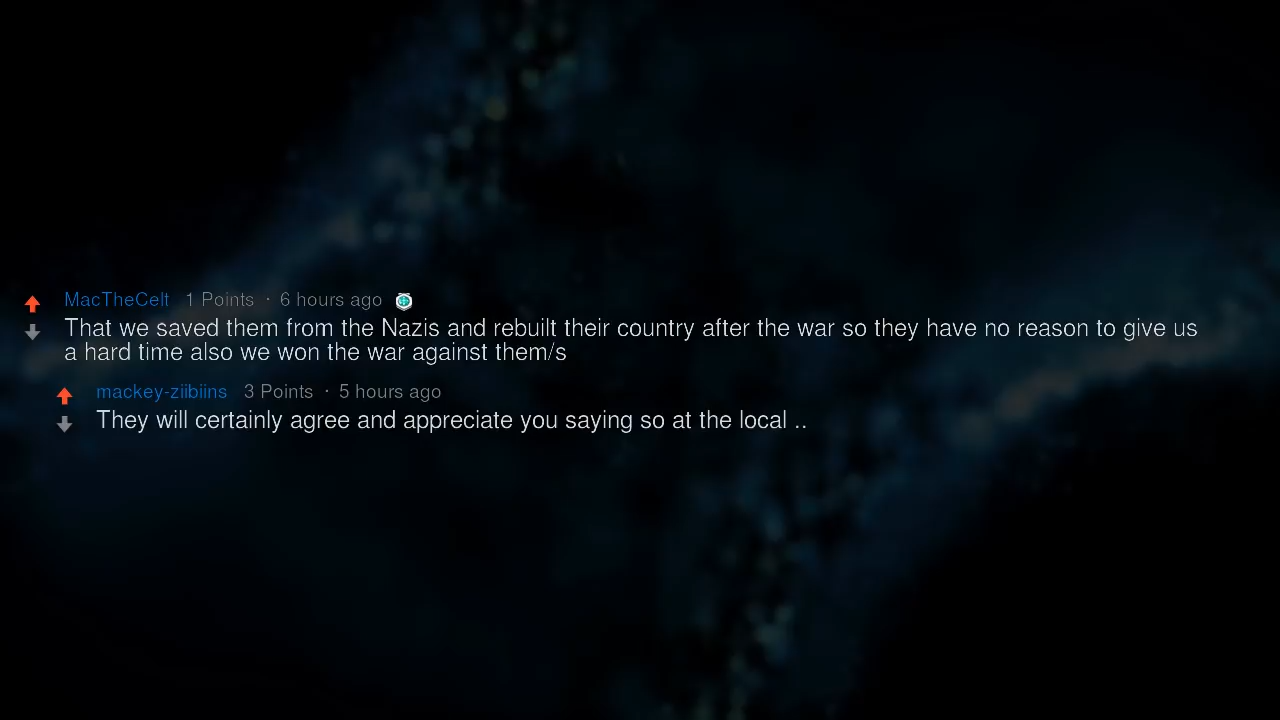 MacTheCelt 1 Points · 6 hours ago
That we saved them from the Nazis and rebuilt their country after the war so they have no reason to give us
a hard time also we won the war against them/s
mackey-ziibiins 3 Points · 5 hours ago
They will certainly agree and appreciate you saying so at the local ..